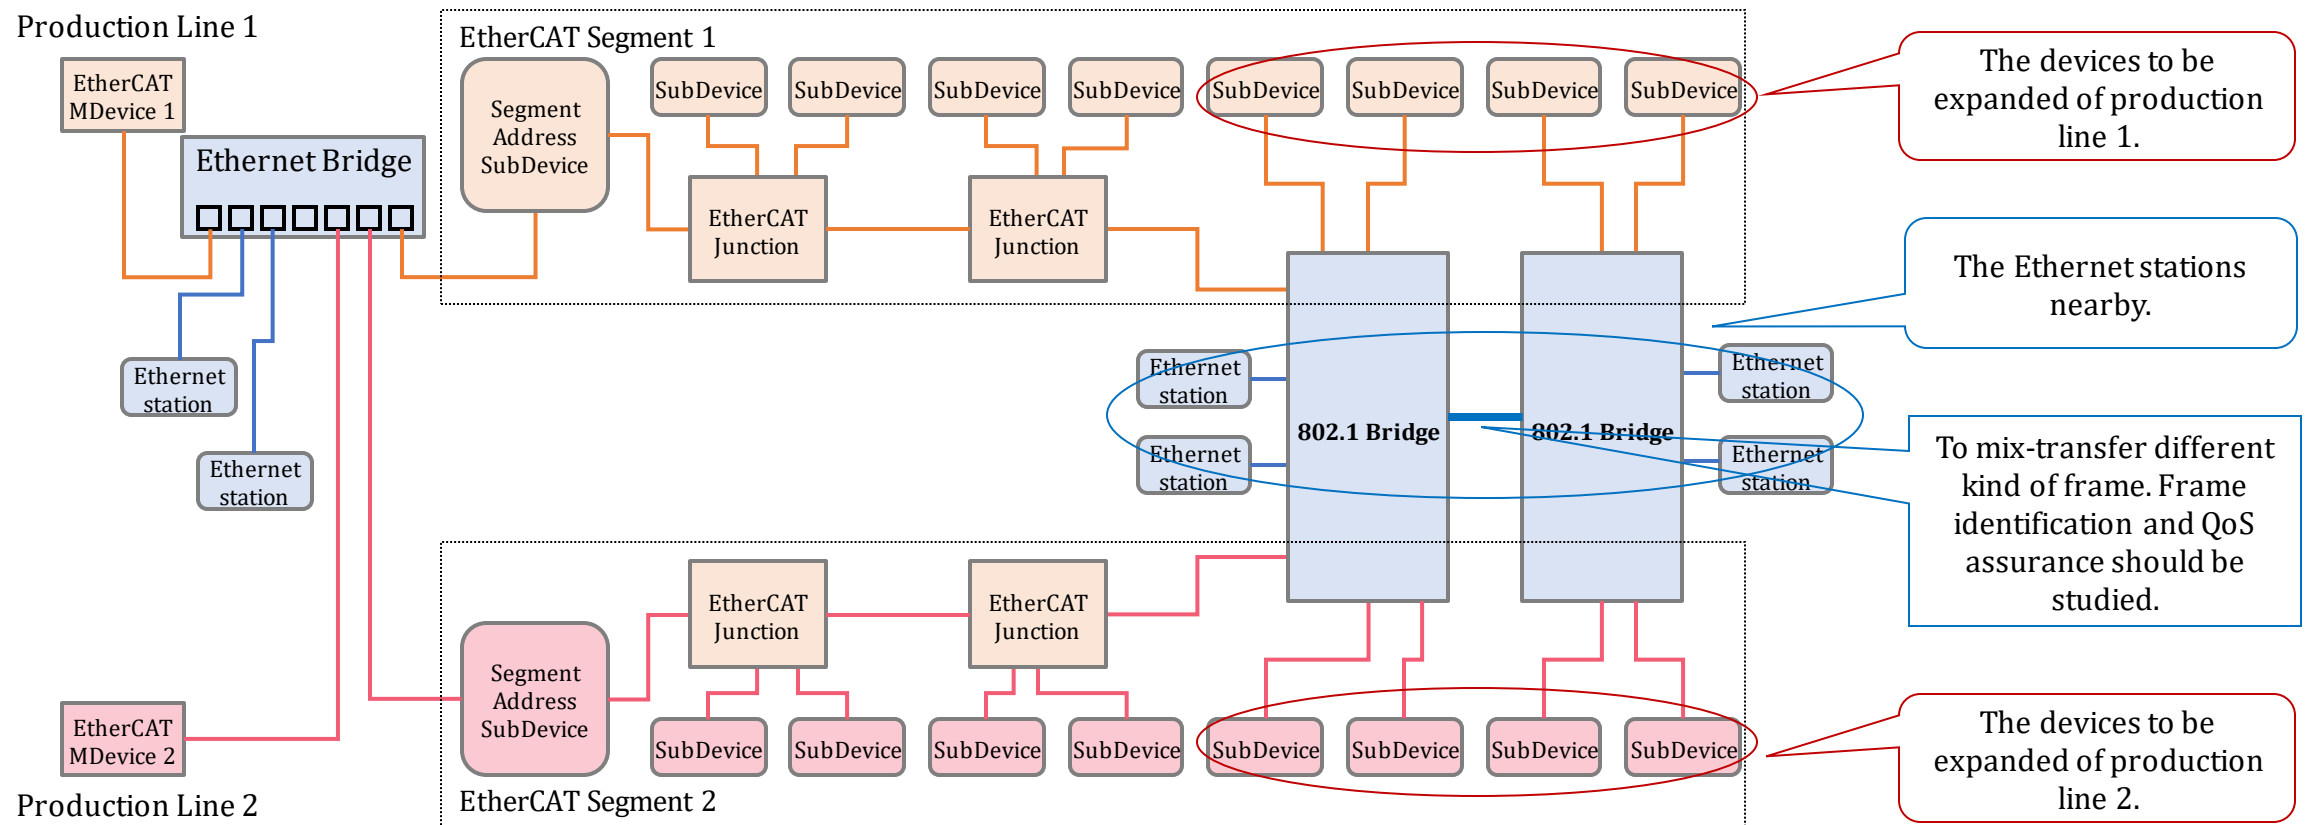 Production Line 1
EtherCAT
MDevice 1
Ethernet Bridge
Ethernet
station
Ethernet
station
EtherCAT
MDevice 2
Production Line 2
EtherCAT Segment 1
Segment
Address
SubDevice
SubDevice
SubDevice
SubDevice
SubDevice
SubDevice
SubDevice
SubDevice
SubDevice
EtherCAT
Junction
EtherCAT
Junction
802.1 Bridge
802.1 Bridge
Ethernet
station
Ethernet
station
Ethernet
station
Ethernet
station
EtherCAT
Junction
EtherCAT
Junction
Segment
Address
SubDevice
SubDevice
SubDevice
SubDevice
SubDevice
SubDevice
SubDevice
SubDevice
SubDevice
EtherCAT Segment 2
The devices to be
expanded of production
line 1.
The Ethernet stations
nearby.
To mix-transfer different
kind of frame. Frame
identification and QoS
assurance should be
studied.
The devices to be
expanded of production
line 2.